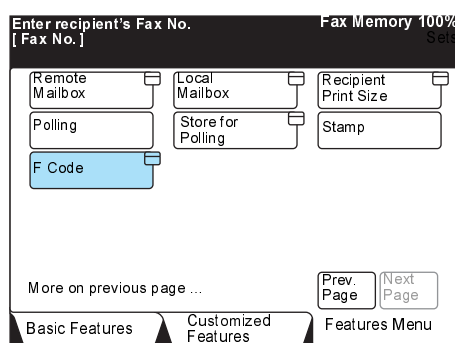 Enter recipient's Fax No. Fax Memory 100%
[ Fax No. ] Sets
Remote Mailbox
Local Mailbox
Recipient Print Size
Polling
Store for Polling
Stamp
F Code
More on previous page ...
Prev. Page
Next Page
Basic Features
Customized Features
Features Menu